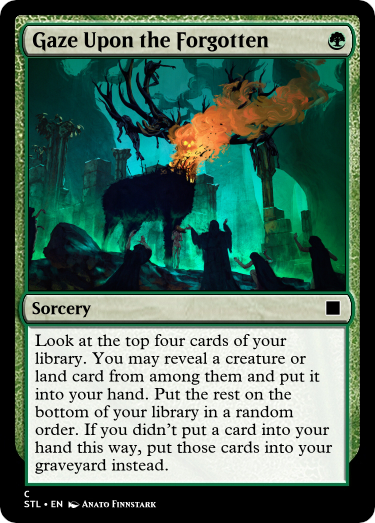 Gaze Upon the Forgotten
Sorcery
Look at the top four cards of your
library. You may reveal a creature or
land card from among them and put it
into your hand. Put the rest on the
bottom of your library in a random
order. If you didn't put a card into your
hand this way, put those cards into your
graveyard instead.
C
STL • EN Anato Finnstark